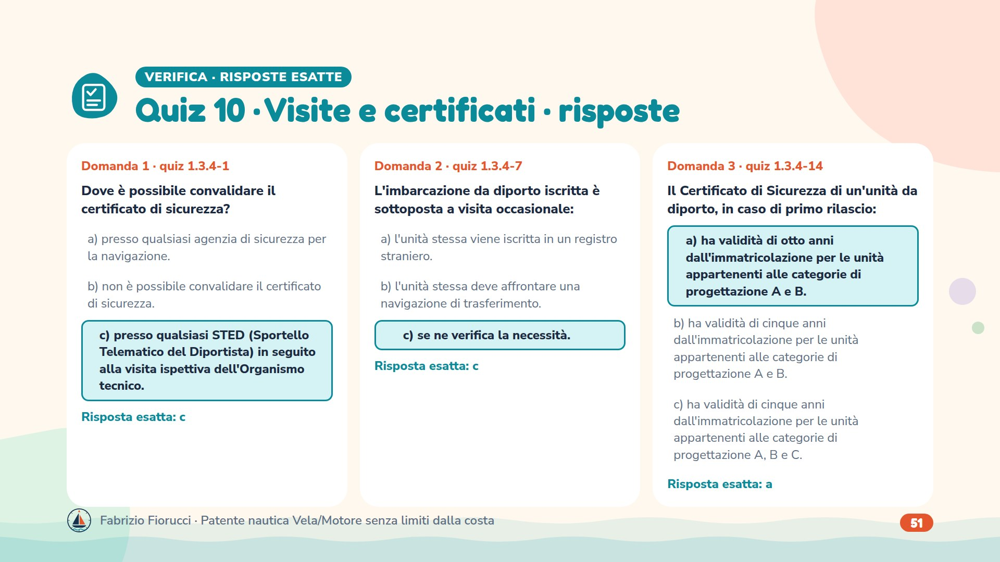 VERIFICA · RISPOSTE ESATTE
Quiz 10 · Visite e certificati · risposte
Domanda 1 · quiz 1.3.4-1
Dove è possibile convalidare il
certificato di sicurezza?
a) presso qualsiasi agenzia di sicurezza per
la navigazione.
b) non è possibile convalidare il certificato
di sicurezza.
c) presso qualsiasi STED (Sportello
Telematico del Diportista) in seguito
alla visita ispettiva dell'Organismo
tecnico.
Risposta esatta: c
Domanda 2 · quiz 1.3.4-7
L'imbarcazione da diporto iscritta è
sottoposta a visita occasionale:
a) l'unità stessa viene iscritta in un registro
straniero.
b) l'unità stessa deve affrontare una
navigazione di trasferimento.
c) se ne verifica la necessità.
Risposta esatta: c
Domanda 3 · quiz 1.3.4-14
Il Certificato di Sicurezza di un'unità da
diporto, in caso di primo rilascio:
a) ha validità di otto anni
dall'immatricolazione per le unità
appartenenti alle categorie di
progettazione A e B.
b) ha validità di cinque anni
dall'immatricolazione per le unità
appartenenti alle categorie di
progettazione A e B.
c) ha validità di cinque anni
dall'immatricolazione per le unità
appartenenti alle categorie di
progettazione A, B e C.
Risposta esatta: a
Fabrizio Fiorucci · Patente nautica Vela/Motore senza limiti dalla costa
51